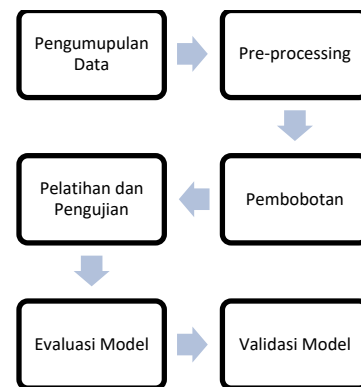 Pengumupulan
Data
Pre-processing
Pembobotan
Pelatihan dan
Pengujian
Evaluasi Model
Validasi Model